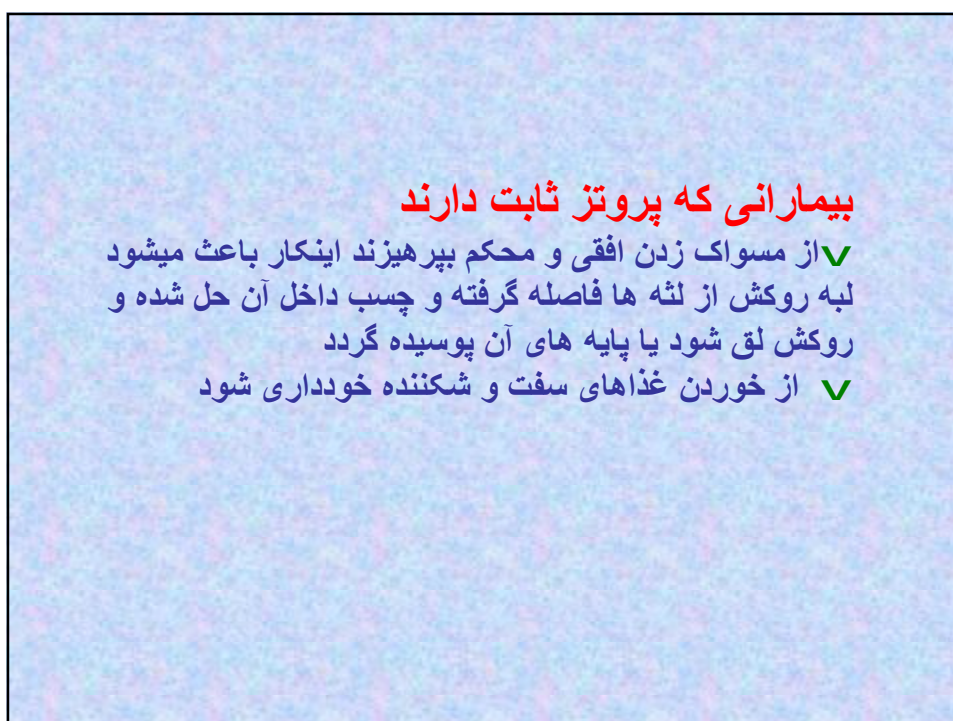 بیمارانی که پروتز ثابت دارند
✓از مسواک زدن افقی و محکم بپرهیزند اینکار باعث میشود
لبه روکش از لثه ها فاصله گرفته و چسب داخل آن حل شده و
روکش لق شود یا پایه های آن پوسیده گردد
✓ از خوردن غذاهای سفت و شکننده خودداری شود